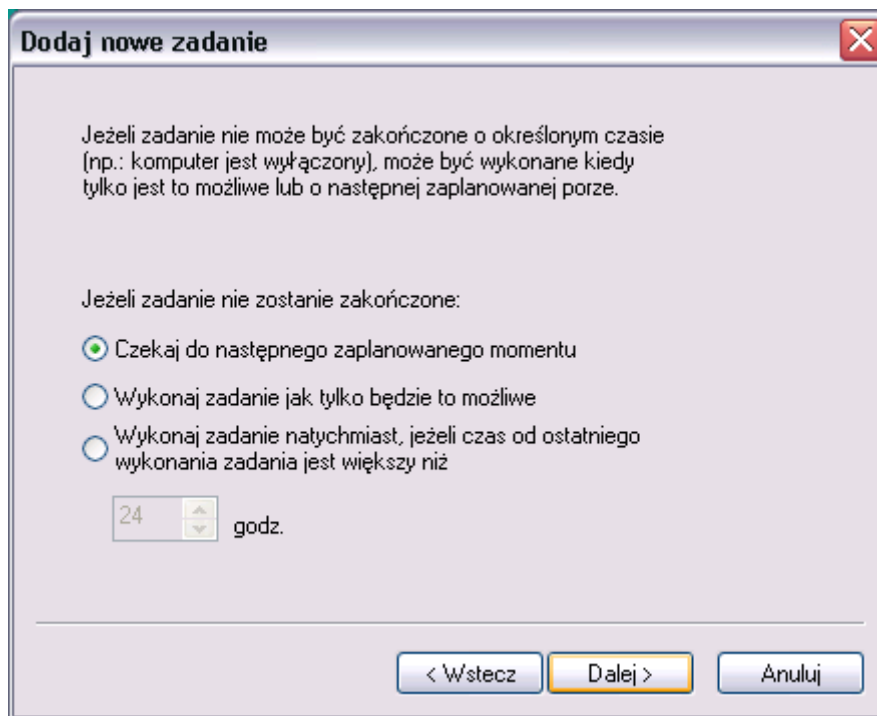 Dodaj nowe zadanie
Jeżeli zadanie nie może być zakończone o określonym czasie
(np.: komputer jest wyłączony), może być wykonane kiedy
tylko jest to możliwe lub o następnej zaplanowanej porze.
Jeżeli zadanie nie zostanie zakończone:
Czekaj do następnego zaplanowanego momentu
Wykonaj zadanie jak tylko będzie to możliwe
Wykonaj zadanie natychmiast, jeżeli czas od ostatniego
wykonania zadania jest większy niż
24 godz.
< Wstecz Dalej > Anuluj